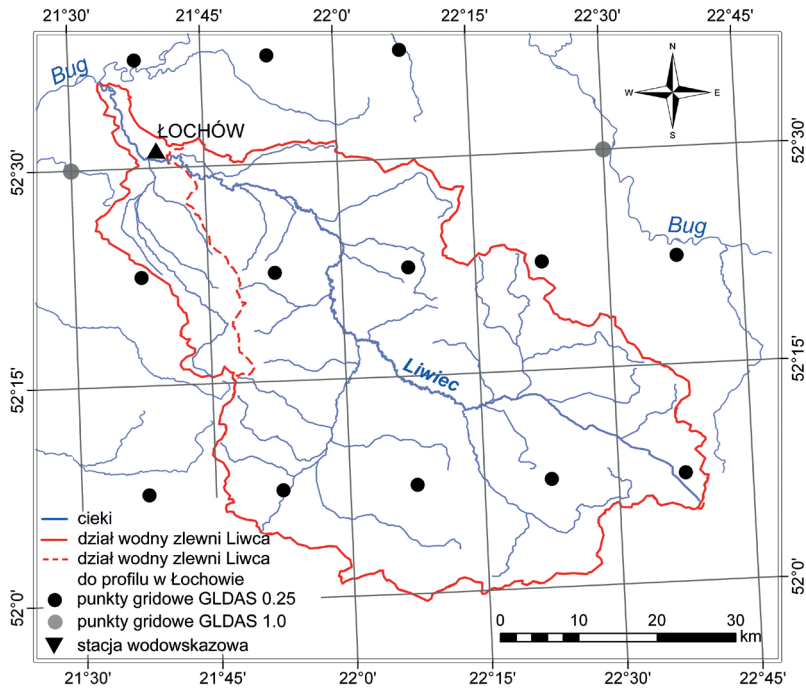 21°30' 21°45' 22°0' 22°15' 22°30' 22°45'
Bug
N
W E
S
ŁOCHÓW
52°30' 52°30'
Bug
Liwiec
52°15' 52°15'
52°0' 52°0'
cieki
dział wodny zlewni Liwca
dział wodny zlewni Liwca
do profilu w Łochowie
punkty gridowe GLDAS 0.25
punkty gridowe GLDAS 1.0
stacja wodowskazowa
0 10 20 30
km
21°30' 21°45' 22°0' 22°15' 22°30' 22°45'